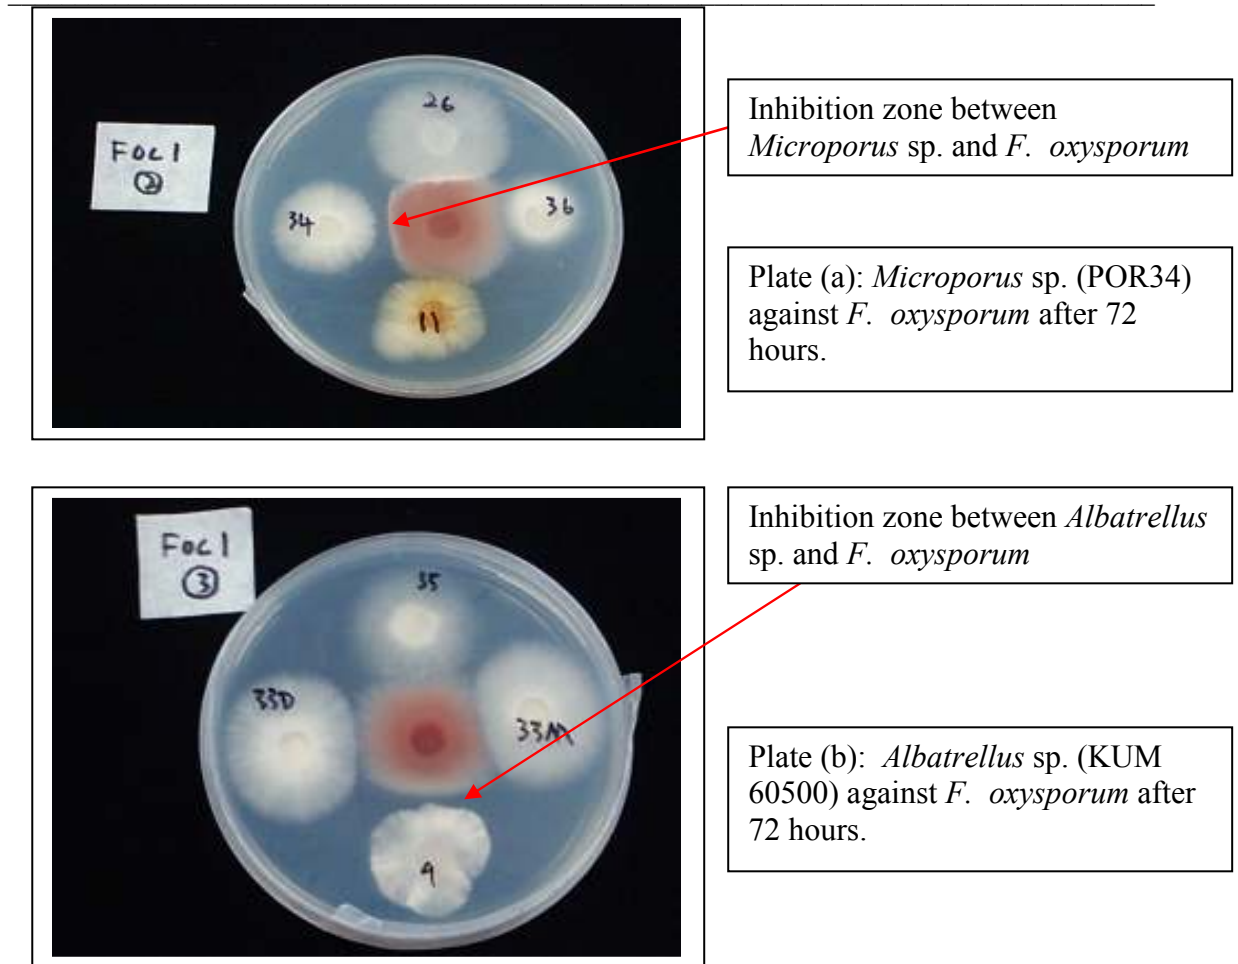 Foc 1
②
26
34
36
11
Inhibition zone between
Microporus sp. and F. oxysporum
Plate (a): Microporus sp. (POR34)
against F. oxysporum after 72
hours.
Foc 1
③
35
33D
33M
9
Inhibition zone between Albatrellus
sp. and F. oxysporum
Plate (b): Albatrellus sp. (KUM
60500) against F. oxysporum after
72 hours.